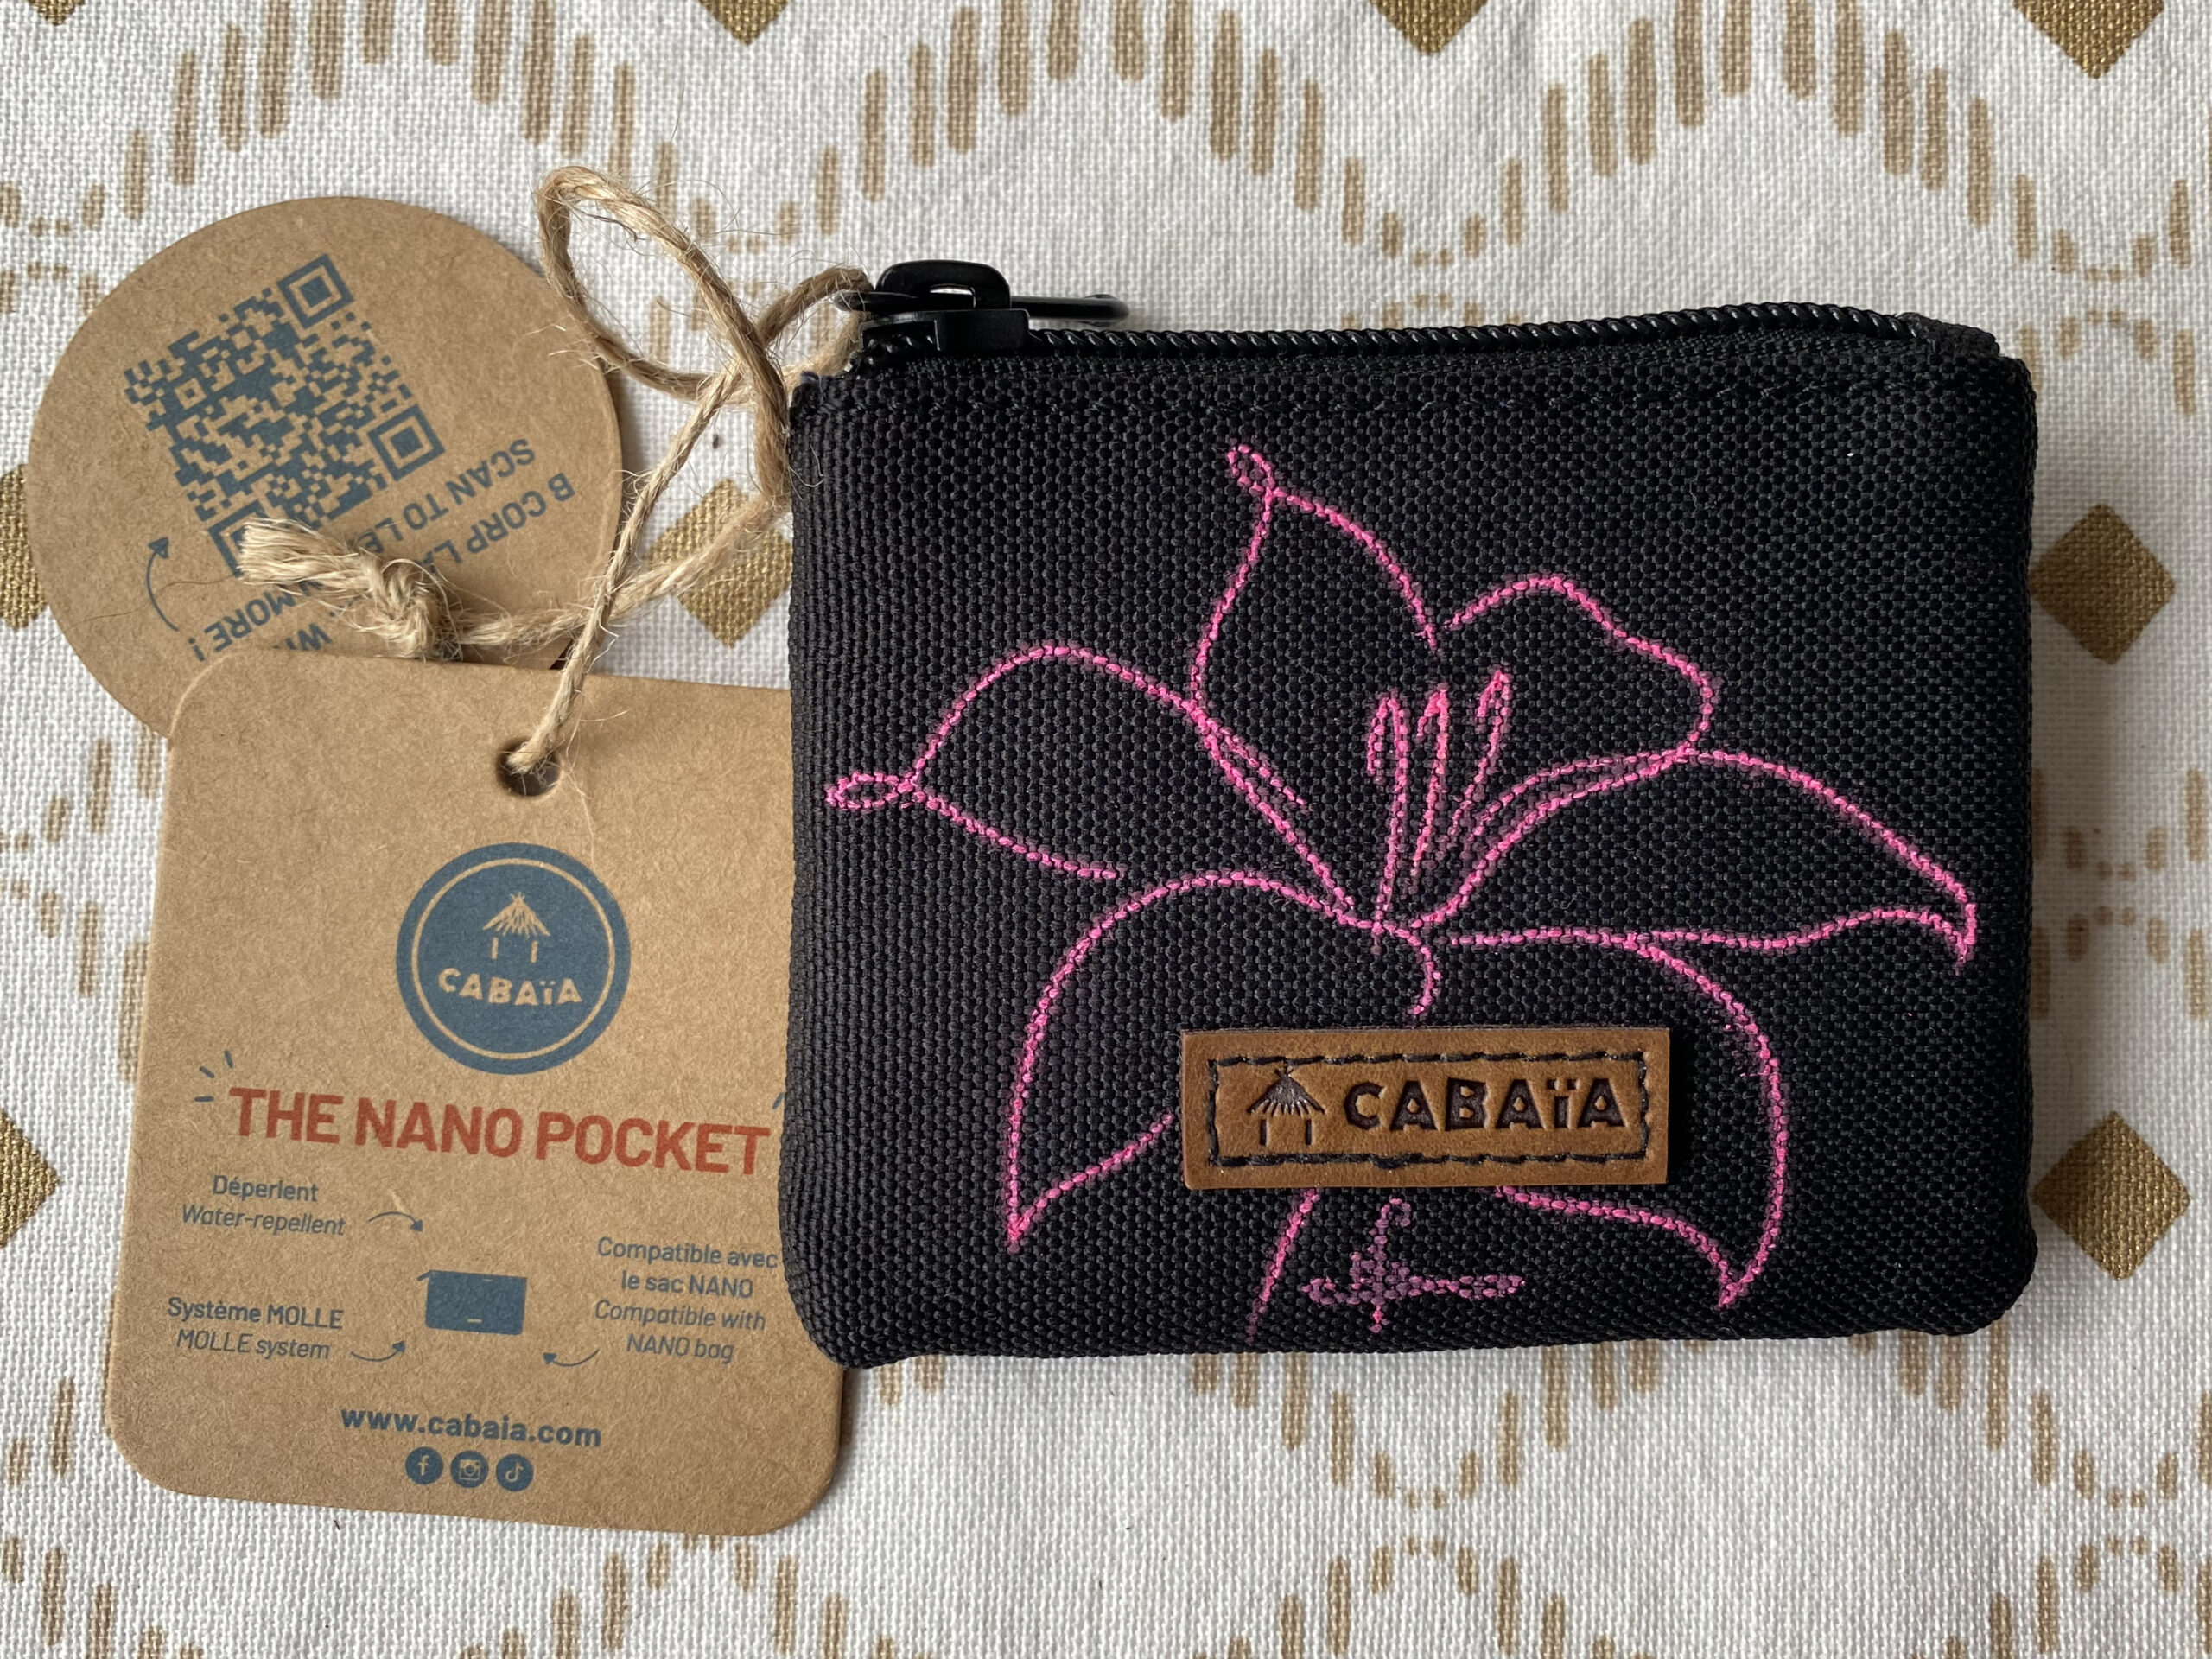 B CORP
SCAN TO
MORE !
CABAÏA
THE NANO POCKET
Déperlent
Water-repellent
Compatible avec
le sac NANO
Compatible with
NANO bag
Système MOLLE
MOLLE system
www.cabaia.com
CABAÏA